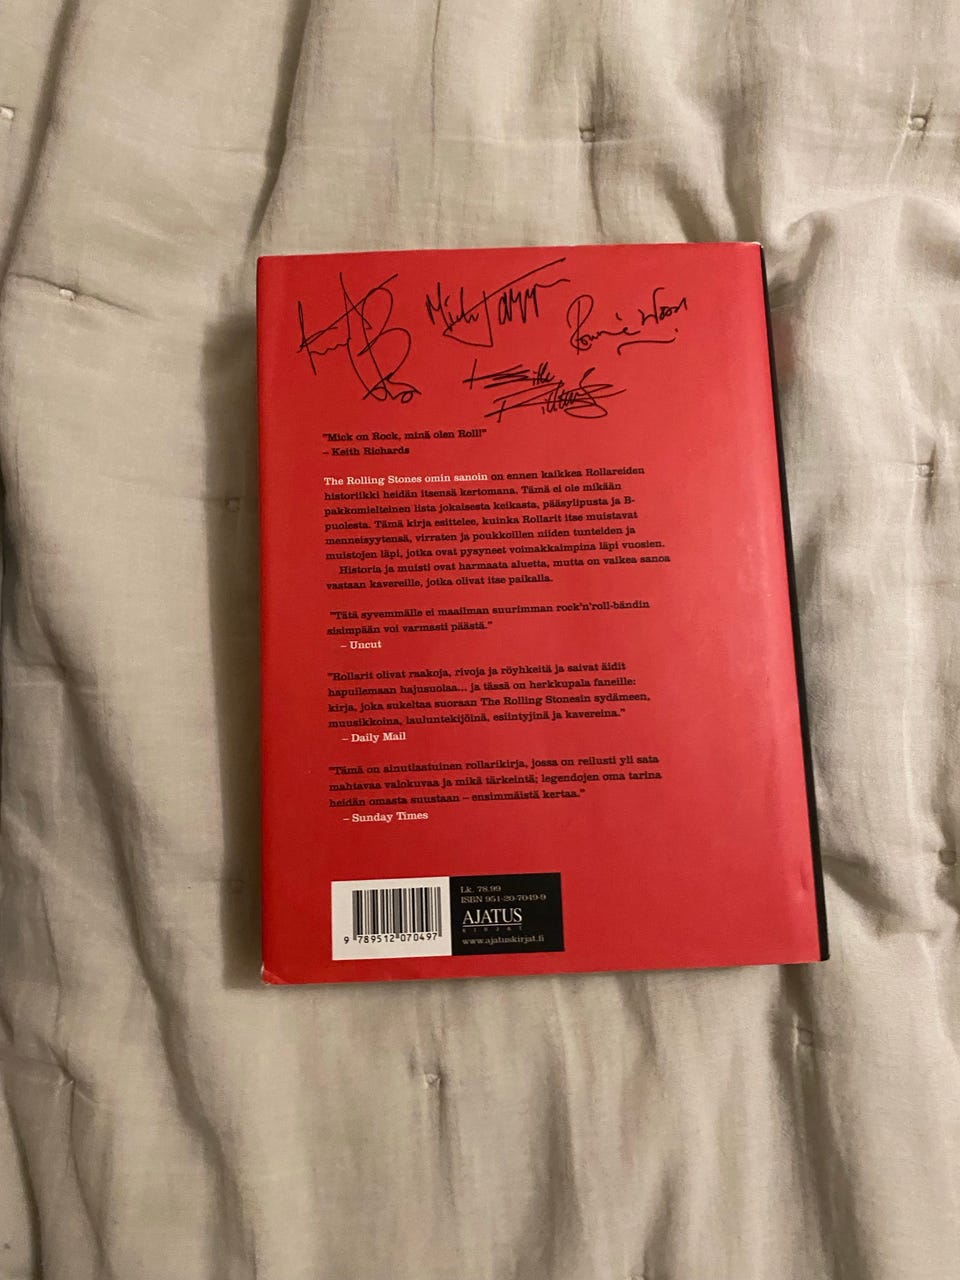 Mick Jagger
Ronnie Wood
Keith
Richards
"Mick on Rock, minä olen Roll!"
– Keith Richards
The Rolling Stones omin sanoin on ennen kaikkea Rollareiden
historiikki heidän itsensä kertomana. Tämä ei ole mikään
pakkomielteinen lista jokaisesta keikasta, pääsylipusta ja B-
puolesta. Tämä kirja esittelee, kuinka Rollarit itse muistavat
menneisyytensä, virraten ja poukkoillen niiden tunteiden ja
muistojen läpi, jotka ovat pysyneet voimakkaimpina läpi vuosien.
Historia ja muisti ovat harmaata aluetta, mutta on vaikea sanoa
vastaan kavereille, jotka olivat itse paikalla.
"Tätä syvemmälle ei maailman suurimman rock'n'roll-bändin
sisimpään voi varmasti päästä."
– Uncut
"Rollarit olivat raakoja, rivoja ja röyhkeitä ja saivat äidit
hapuilemaan hajusuolaa... ja tässä on herkkupala faneille:
kirja, joka sukeltaa suoraan The Rolling Stonesin sydämeen,
muusikkoina, lauluntekijöinä, esiintyjinä ja kavereina."
– Daily Mail
"Tämä on ainutlaatuinen rollarikirja, jossa on reilusti yli sata
mahtavaa valokuvaa ja mikä tärkeintä; legendojen oma tarina
heidän omasta suustaan – ensimmäistä kertaa."
– Sunday Times
Lk. 78.99
ISBN 951-20-7049-9
AJATUS
KIRJAT
www.ajatuskirjat.fi
9 789512 070497